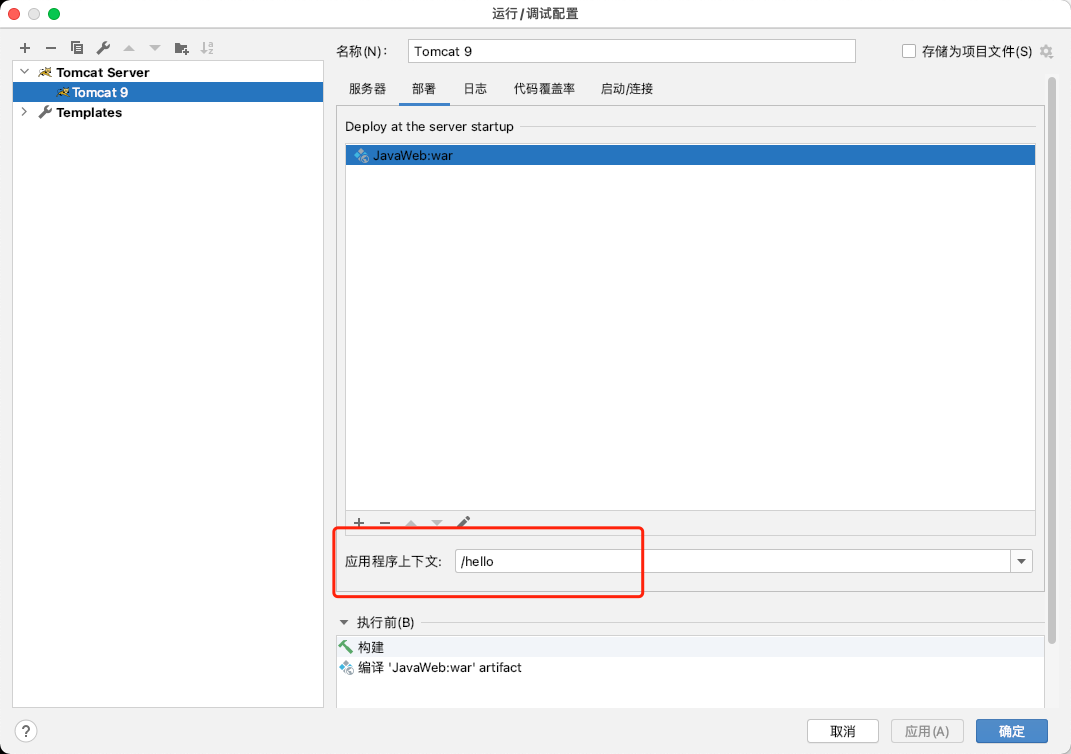 运行/调试配置
Tomcat Server
Tomcat 9
Templates
名称(N)：
Tomcat 9
存储为项目文件(S)
服务器
部署
日志
代码覆盖率
启动/连接
Deploy at the server startup
JavaWeb:war
应用程序上下文:
/hello
执行前(B)
构建
编译 'JavaWeb:war' artifact
?
取消
应用(A)
确定